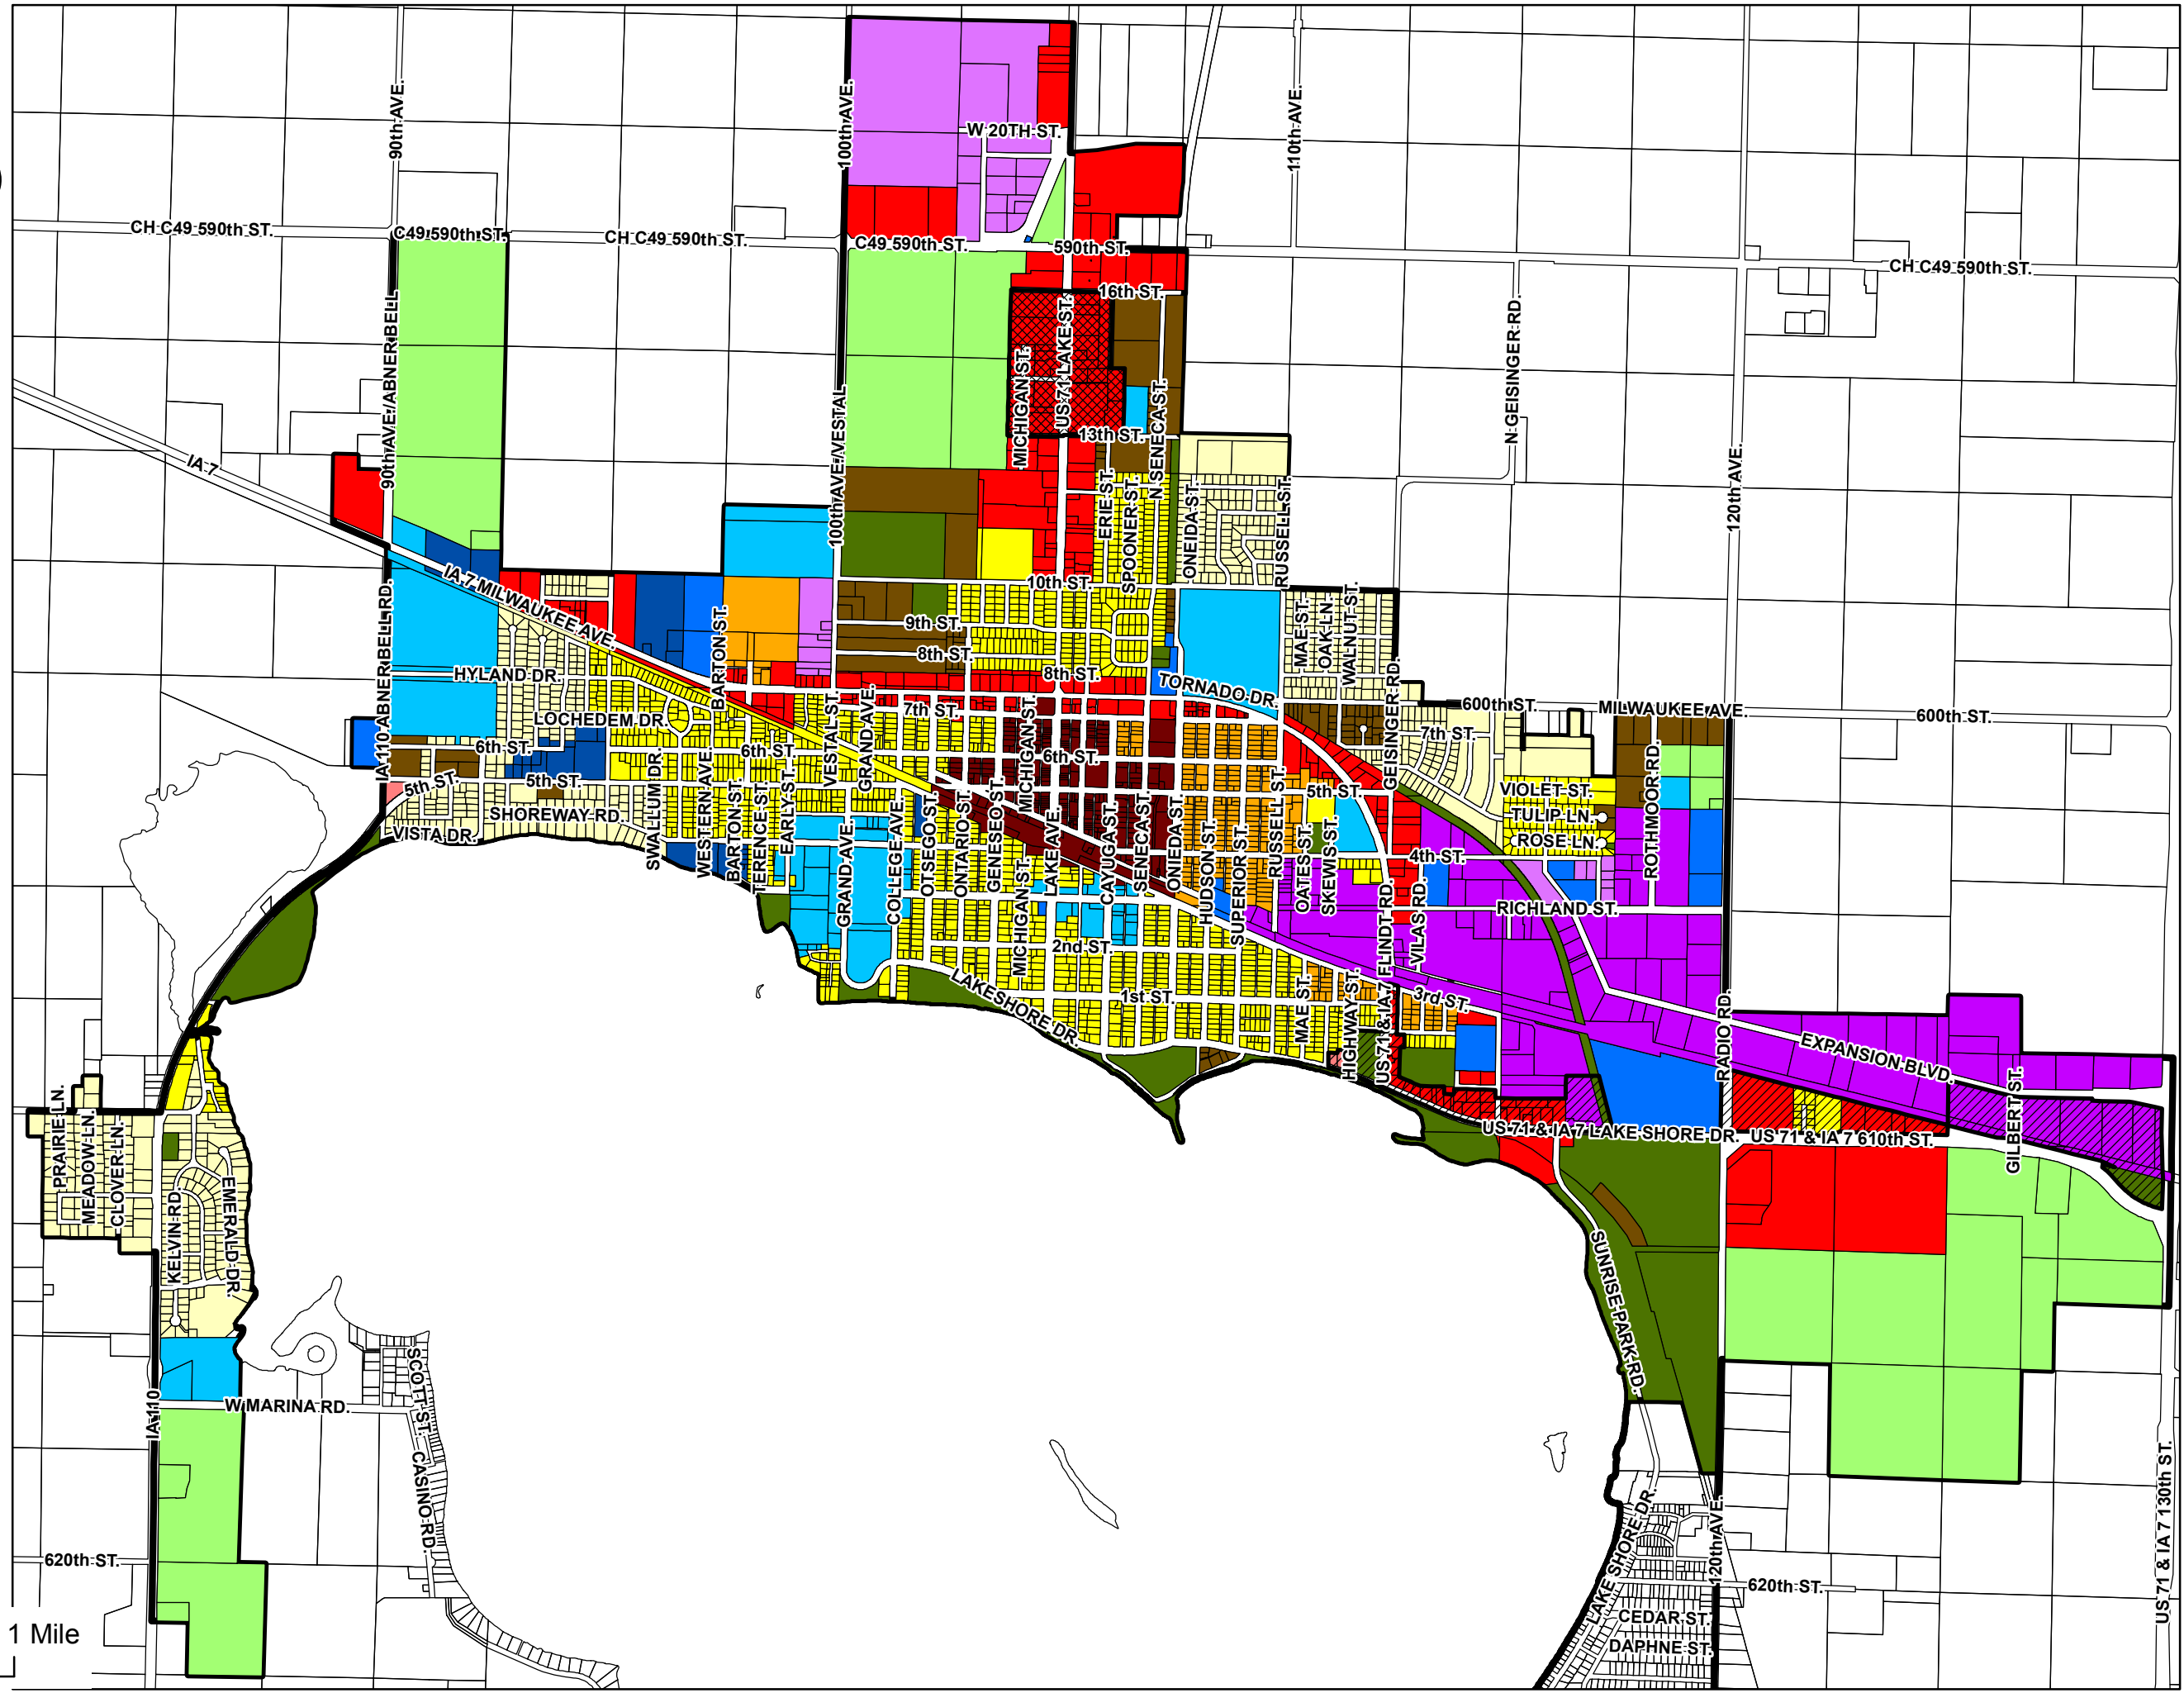 90th AVE.
100th AVE.
W 20TH ST.
110th AVE.
CH C49 590th ST.
C49 590th ST.
CH C49 590th ST.
C49 590th ST.
590th ST.
CH C49 590th ST.
16th ST.
90th AVE./ABNER BELL
100th AVE./VESTAL
MICHIGAN ST.
US 71 LAKE ST.
N GEISINGER RD.
IA 7
13th ST.
ERIE ST.
SPOONER ST.
N SENECA ST.
ONEIDA ST.
RUSSELL ST.
120th AVE.
IA 7 MILWAUKEE AVE.
10th ST.
IA 110 ABNER BELL RD.
BARTON ST.
9th ST.
8th ST.
8th ST.
MAE ST.
OAK LN.
WALNUT ST.
HYLAND DR.
TORNADO DR.
GEISINGER RD.
600th ST.
MILWAUKEE AVE.
600th ST.
LOCHEDEM DR.
7th ST.
7th ST.
6th ST.
6th ST.
6th ST.
VESTAL ST.
GRAND AVE.
MICHIGAN ST.
ROTHMOOR RD.
5th ST.
5th ST.
5th ST.
VIOLET ST.
SHOREWAY RD.
TULIP LN.
VISTA DR.
ROSE LN.
SWALLUM DR.
WESTERN AVE.
BARTON ST.
TERENCE ST.
EARLY ST.
GRAND AVE.
COLLEGE AVE.
OTSEGO ST.
ONTARIO ST.
GENESEO ST.
MICHIGAN ST.
LAKE AVE.
CAYUGA ST.
SENECA ST.
ONEIDA ST.
HUDSON ST.
SUPERIOR ST.
RUSSELL ST.
OATES ST.
SKEWIS ST.
4th ST.
FLINDT RD.
VILAS RD.
RICHLAND ST.
2nd ST.
LAKESHORE DR.
1st ST.
MAE ST.
HIGHWAY ST.
US 71 & IA 7
3rd ST.
RADIO RD.
EXPANSION BLVD.
GILBERT ST.
PRAIRIE LN.
MEADOW LN.
CLOVER LN.
KELVIN RD.
EMERALD DR.
US 71 & IA 7 LAKE SHORE DR.
US 71 & IA 7 610th ST.
SUNRISE PARK RD.
SCOTT ST.
W MARINA RD.
IA 110
CASINO RD.
US 71 & IA 7 130th ST.
LAKE SHORE DR.
120th AVE.
620th ST.
620th ST.
CEDAR ST.
DAPHNE ST.
1 Mile